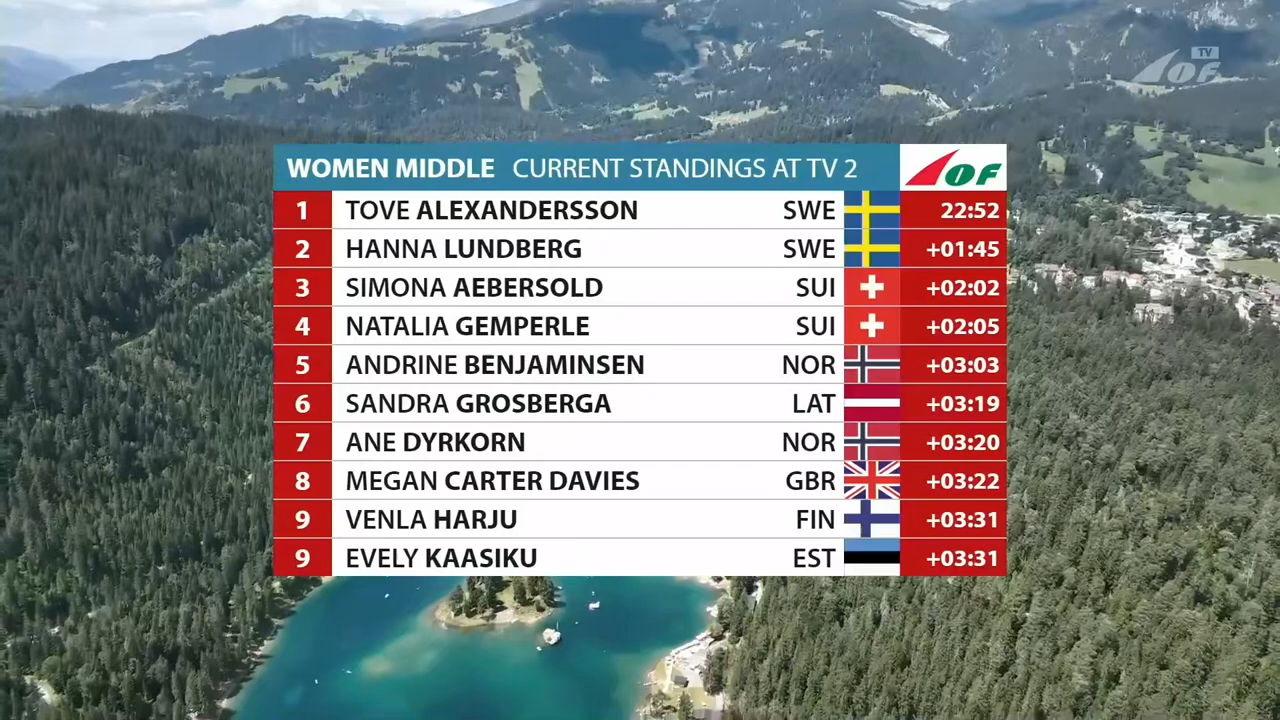 TV
IOF
WOMEN MIDDLE CURRENT STANDINGS AT TV 2 IOF
1 TOVE ALEXANDERSSON SWE 22:52
2 HANNA LUNDBERG SWE +01:45
3 SIMONA AEBERSOLD SUI +02:02
4 NATALIA GEMPERLE SUI +02:05
5 ANDRINE BENJAMINSEN NOR +03:03
6 SANDRA GROSBERGA LAT +03:19
7 ANE DYRKORN NOR +03:20
8 MEGAN CARTER DAVIES GBR +03:22
9 VENLA HARJU FIN +03:31
9 EVELY KAASIKU EST +03:31